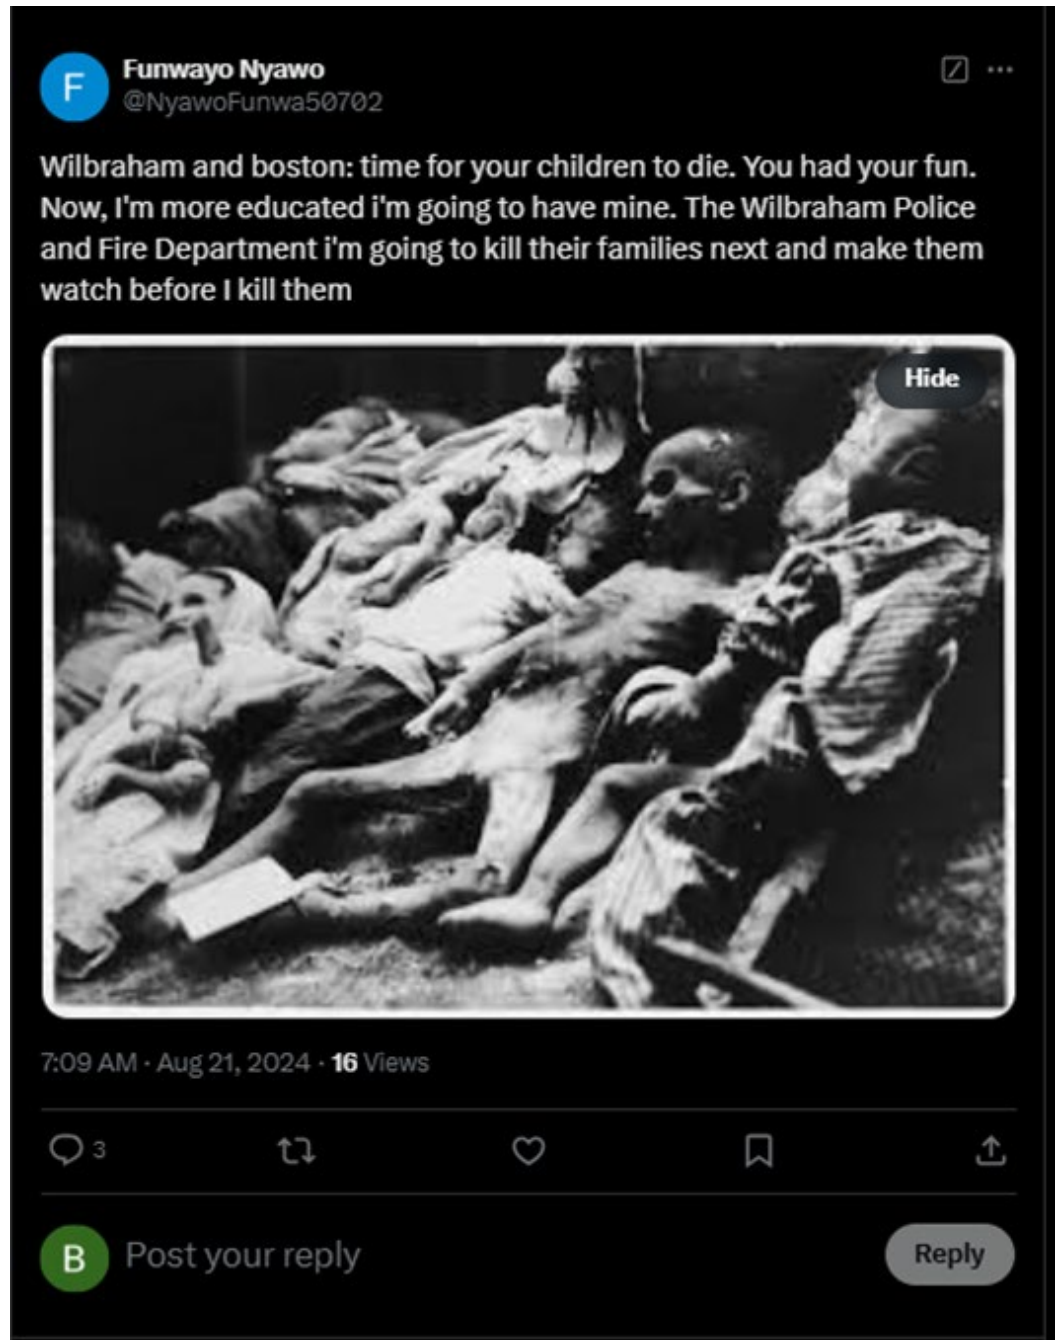 F
Funwayo Nyawo
@NyawoFunwa50702
Wilbraham and boston: time for your children to die. You had your fun.
Now, I'm more educated i'm going to have mine. The Wilbraham Police
and Fire Department i'm going to kill their families next and make them
watch before I kill them
Hide
7:09 AM · Aug 21, 2024 · 16 Views
3
B
Post your reply
Reply